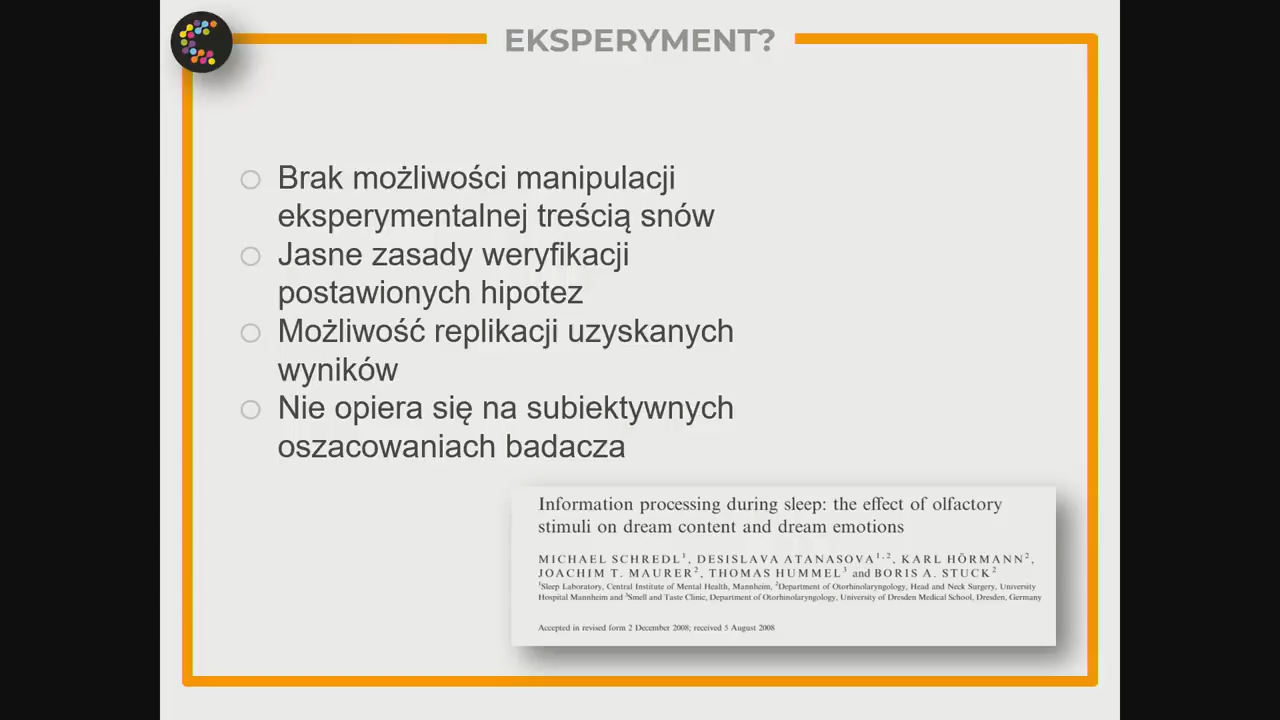 EKSPERYMENT?
Brak możliwości manipulacji
eksperymentalnej treścią snów
Jasne zasady weryfikacji
postawionych hipotez
Możliwość replikacji uzyskanych
wyników
Nie opiera się na subiektywnych
oszacowaniach badacza
Information processing during sleep: the effect of olfactory
stimuli on dream content and dream emotions
MICHAEL SCHREDL¹, DESISLAVA ATANASOVA¹,², KARL HÖRMANN²,
JOACHIM T. MAURER², THOMAS HUMMEL³ and BORIS A. STUCK²
¹Sleep Laboratory, Central Institute of Mental Health, Mannheim, ²Department of Otorhinolaryngology, Head and Neck Surgery, University
Hospital Mannheim and ³Smell and Taste Clinic, Department of Otorhinolaryngology, University of Dresden Medical School, Dresden, Germany
Accepted in revised form 2 December 2008; received 5 August 2008